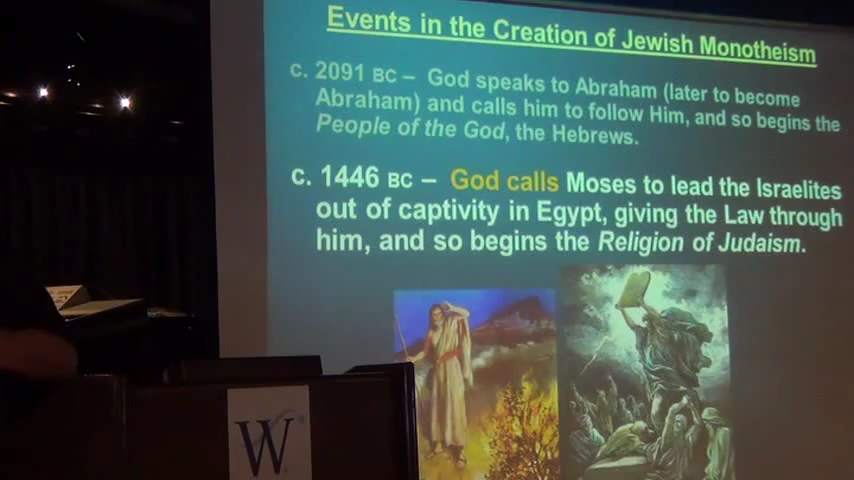 Events in the Creation of Jewish Monotheism
c. 2091 BC – God speaks to Abraham (later to become
Abraham) and calls him to follow Him, and so begins the
People of the God, the Hebrews.
c. 1446 BC – God calls Moses to lead the Israelites
out of captivity in Egypt, giving the Law through
him, and so begins the Religion of Judaism.
W